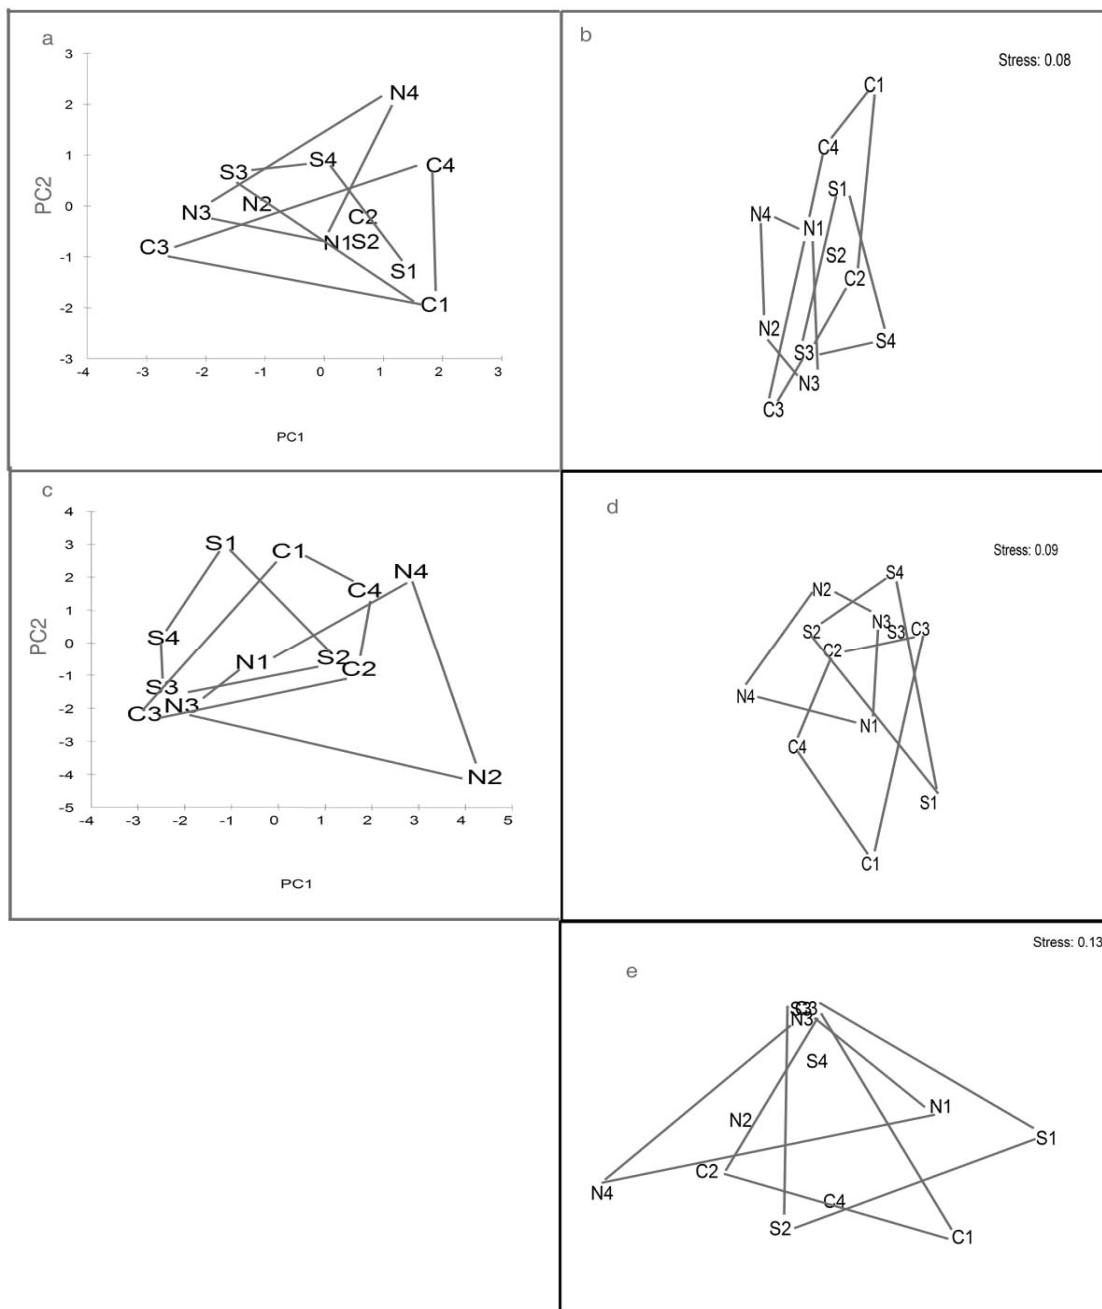 a
3
N4
2
1
S4
S3
C4
PC2
0
N2
N3
C2
N1
S2
C3
-1
S1
C1
-2
-3
-4
-3
-2
-1
0
1
2
3
PC1
b
Stress: 0.08
C1
C4
S1
N4
N1
S2
C2
N2
S4
S3
N3
C3
c
4
3
S1
C1
N4
2
C4
1
PC2
0
S4
N1
S2
C2
-1
S3
N3
-2
C3
-3
-4
N2
-5
-4
-3
-2
-1
0
1
2
3
4
5
PC1
d
Stress: 0.09
S4
N2
N3
S2
S3
C3
C2
N4
N1
C4
S1
C1
Stress: 0.13
e
S3
C3
N3
S4
N1
N2
S1
C2
N4
C4
S2
C1